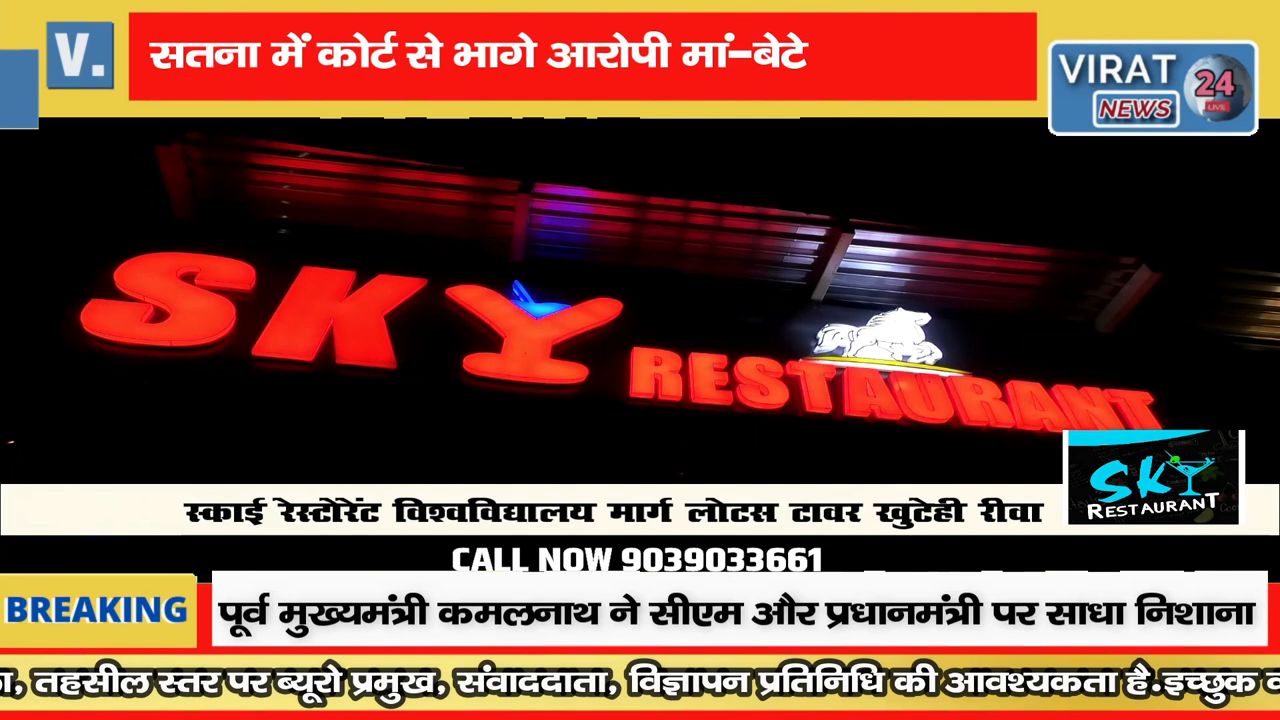 V.
सतना में कोर्ट से भागे आरोपी मां-बेटे
VIRAT
24
LIVE
NEWS
SKY RESTAURANT
SKY
RESTAURANT
स्काई रेस्टोरेंट विश्वविद्यालय मार्ग लोटस टावर खुटेही रीवा
CALL NOW 9039033661
BREAKING
पूर्व मुख्यमंत्री कमलनाथ ने सीएम और प्रधानमंत्री पर साधा निशाना
तहसील स्तर पर ब्यूरो प्रमुख, संवाददाता, विज्ञापन प्रतिनिधि की आवश्यकता है.इच्छुक